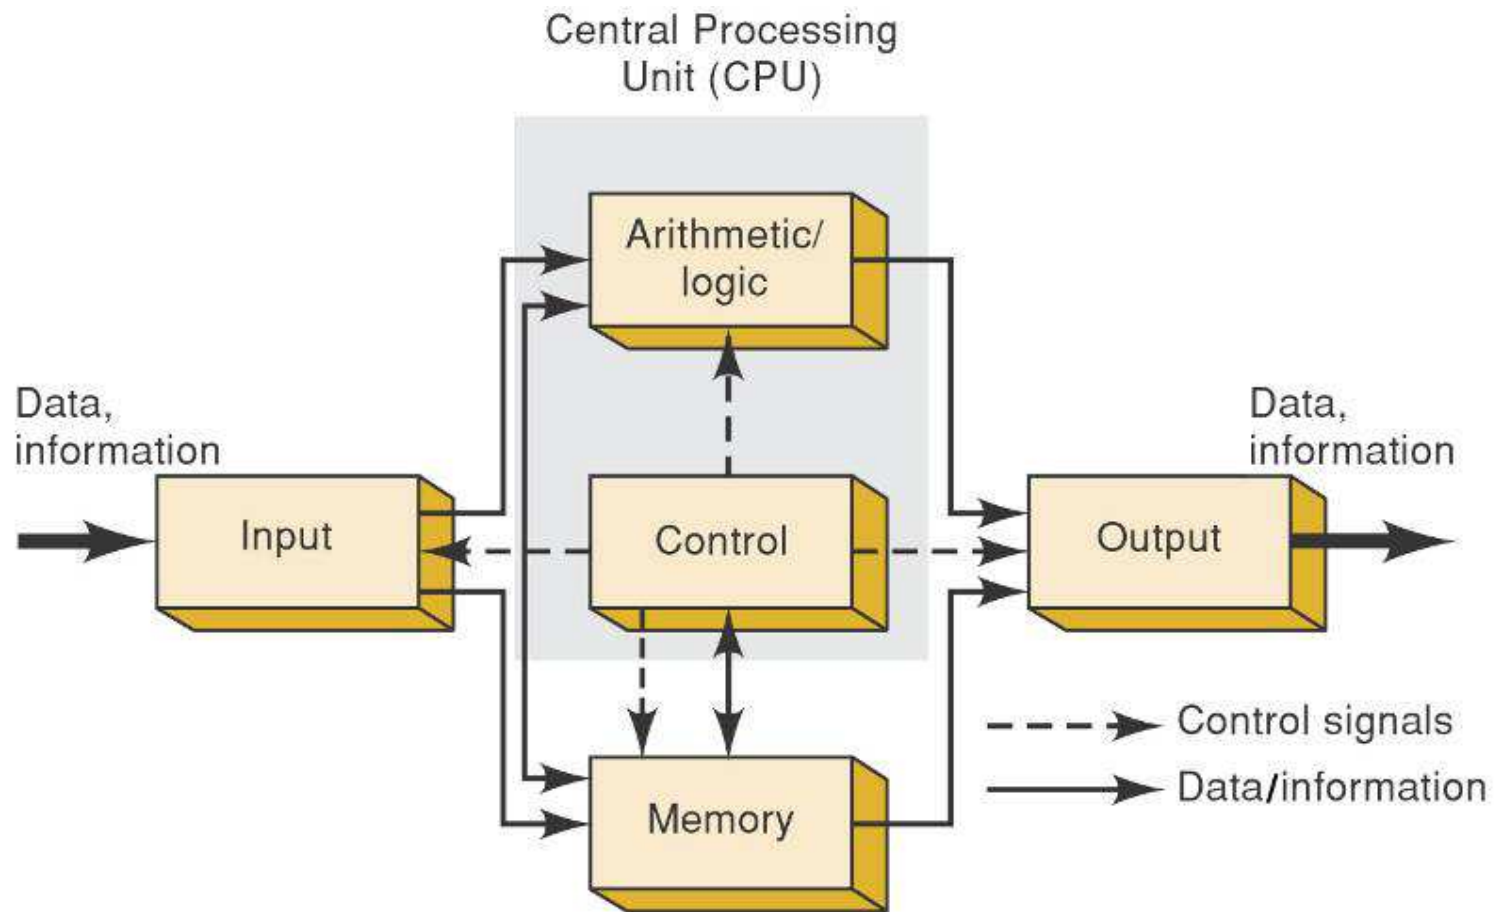 Central Processing
Unit (CPU)
Arithmetic/
logic
Data,
information
Data,
information
Input
Control
Output
Control signals
Data/information
Memory